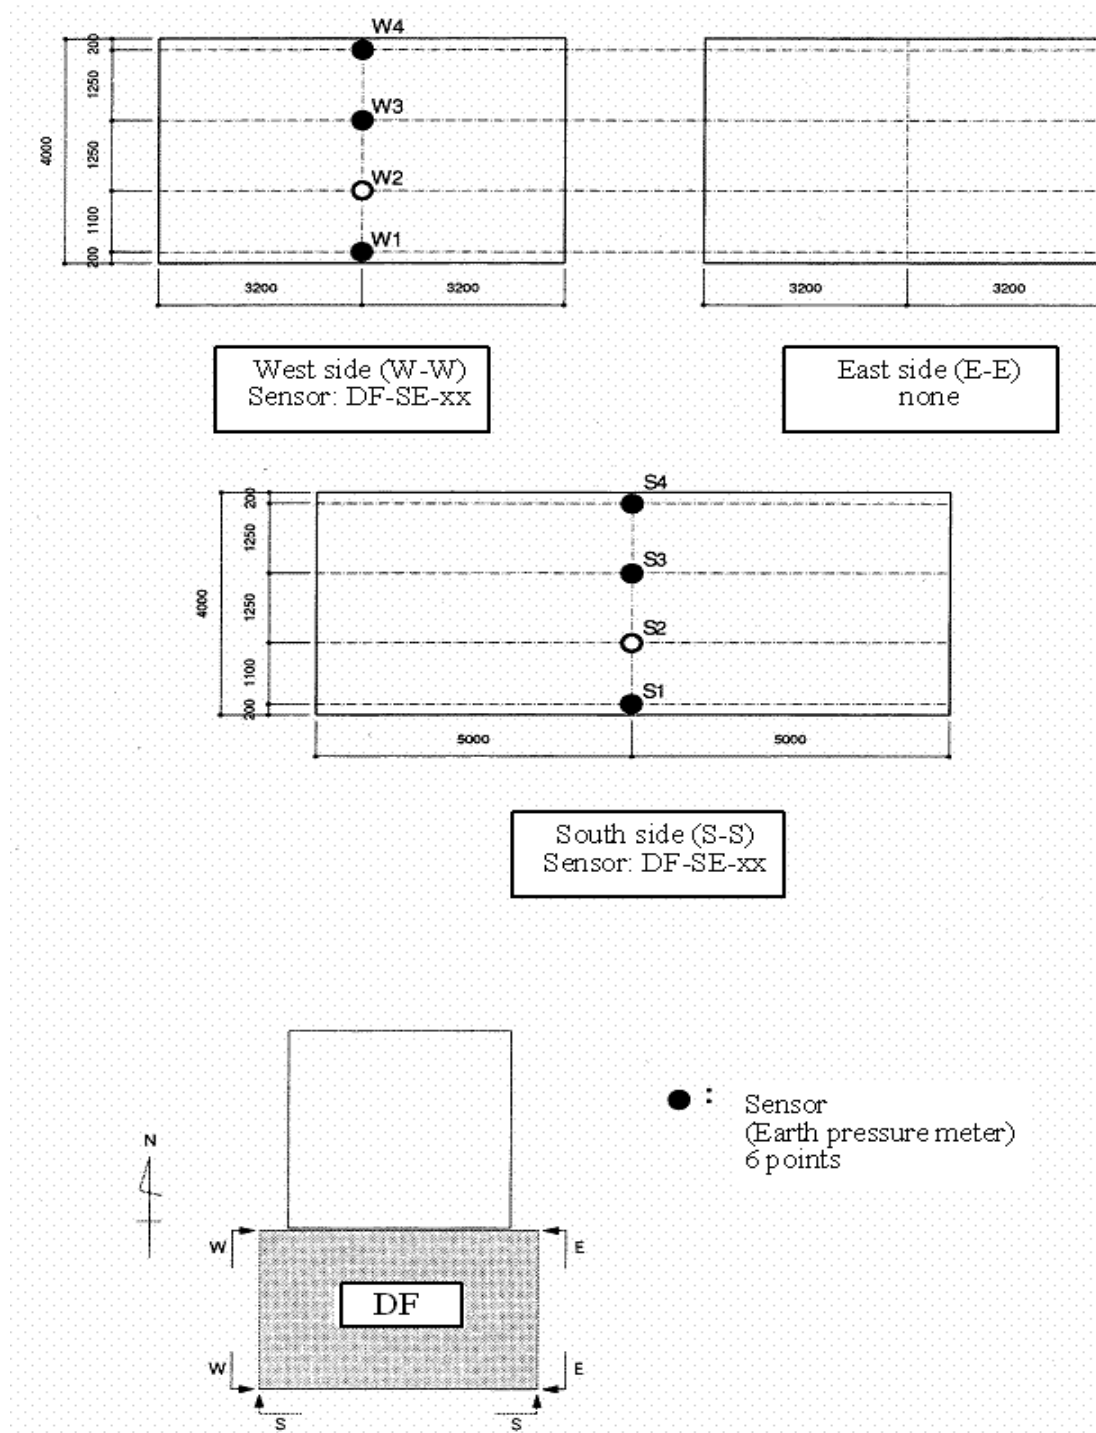 W4
W3
W2
W1
200
1250
1250
1100
200
4000
3200 3200
3200 3200
West side (W-W)
Sensor: DF-SE-xx
East side (E-E)
none
S4
S3
S2
S1
200
1250
1250
1100
200
4000
5000 5000
South side (S-S)
Sensor: DF-SE-xx
● : Sensor
(Earth pressure meter)
6 points
N
W E
DF
W E
S S